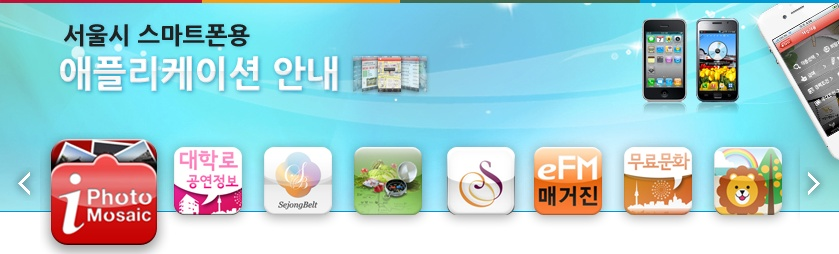 서울시 스마트폰용
애플리케이션 안내
i Photo
Mosaic
대학로
공연정보
SejongBelt
S
eFM
매거진
무료문화